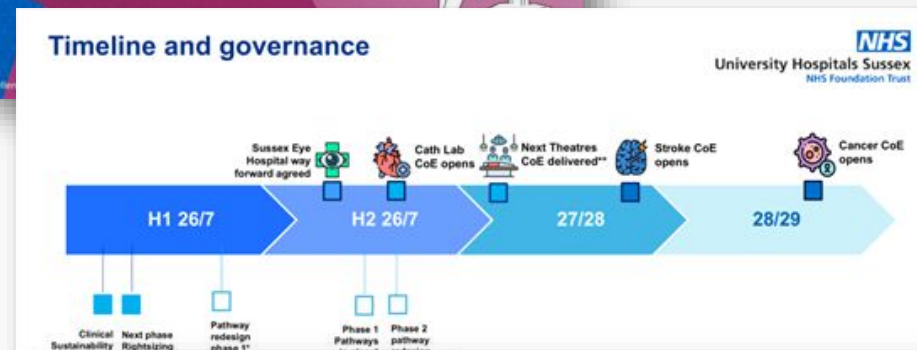 Timeline and governance
NHS
University Hospitals Sussex
NHS Foundation Trust
Sussex Eye
Hospital way
forward agreed
Cath Lab
CoE opens
Next Theatres
CoE delivered**
Stroke CoE
opens
Cancer CoE
opens
H1 26/7
H2 26/7
27/28
28/29
Clinical
Sustainability
Next phase
Rightsizing
Pathway
redesign
phase 1*
Phase 1
Pathways
Phase 2
pathway